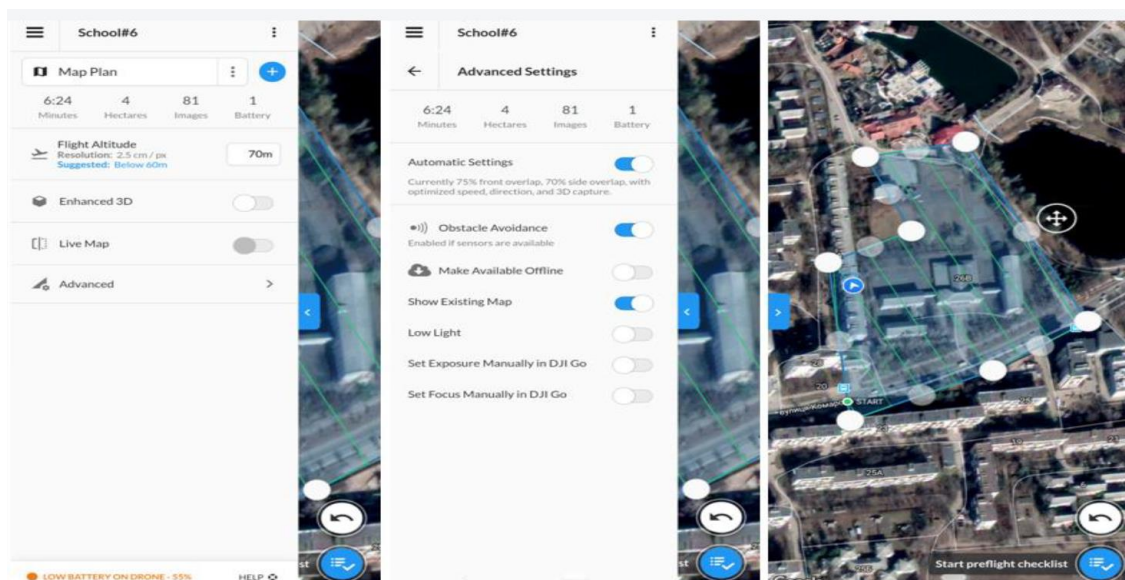 School#6
Map Plan
6:24 4 81 1
Minutes Hectares Images Battery
Flight Altitude
Resolution: 2.5 cm / px
Suggested: Below 60m
70m
Enhanced 3D
Live Map
Advanced
LOW BATTERY ON DRONE - 55% HELP
st
School#6
Advanced Settings
6:24 4 81 1
Minutes Hectares Images Battery
Automatic Settings
Currently 75% front overlap, 70% side overlap, with
optimized speed, direction, and 3D capture.
Obstacle Avoidance
Enabled if sensors are available
Make Available Offline
Show Existing Map
Low Light
Set Exposure Manually in DJI Go
Set Focus Manually in DJI Go
st
26В
20
START
25А
Start preflight checklist